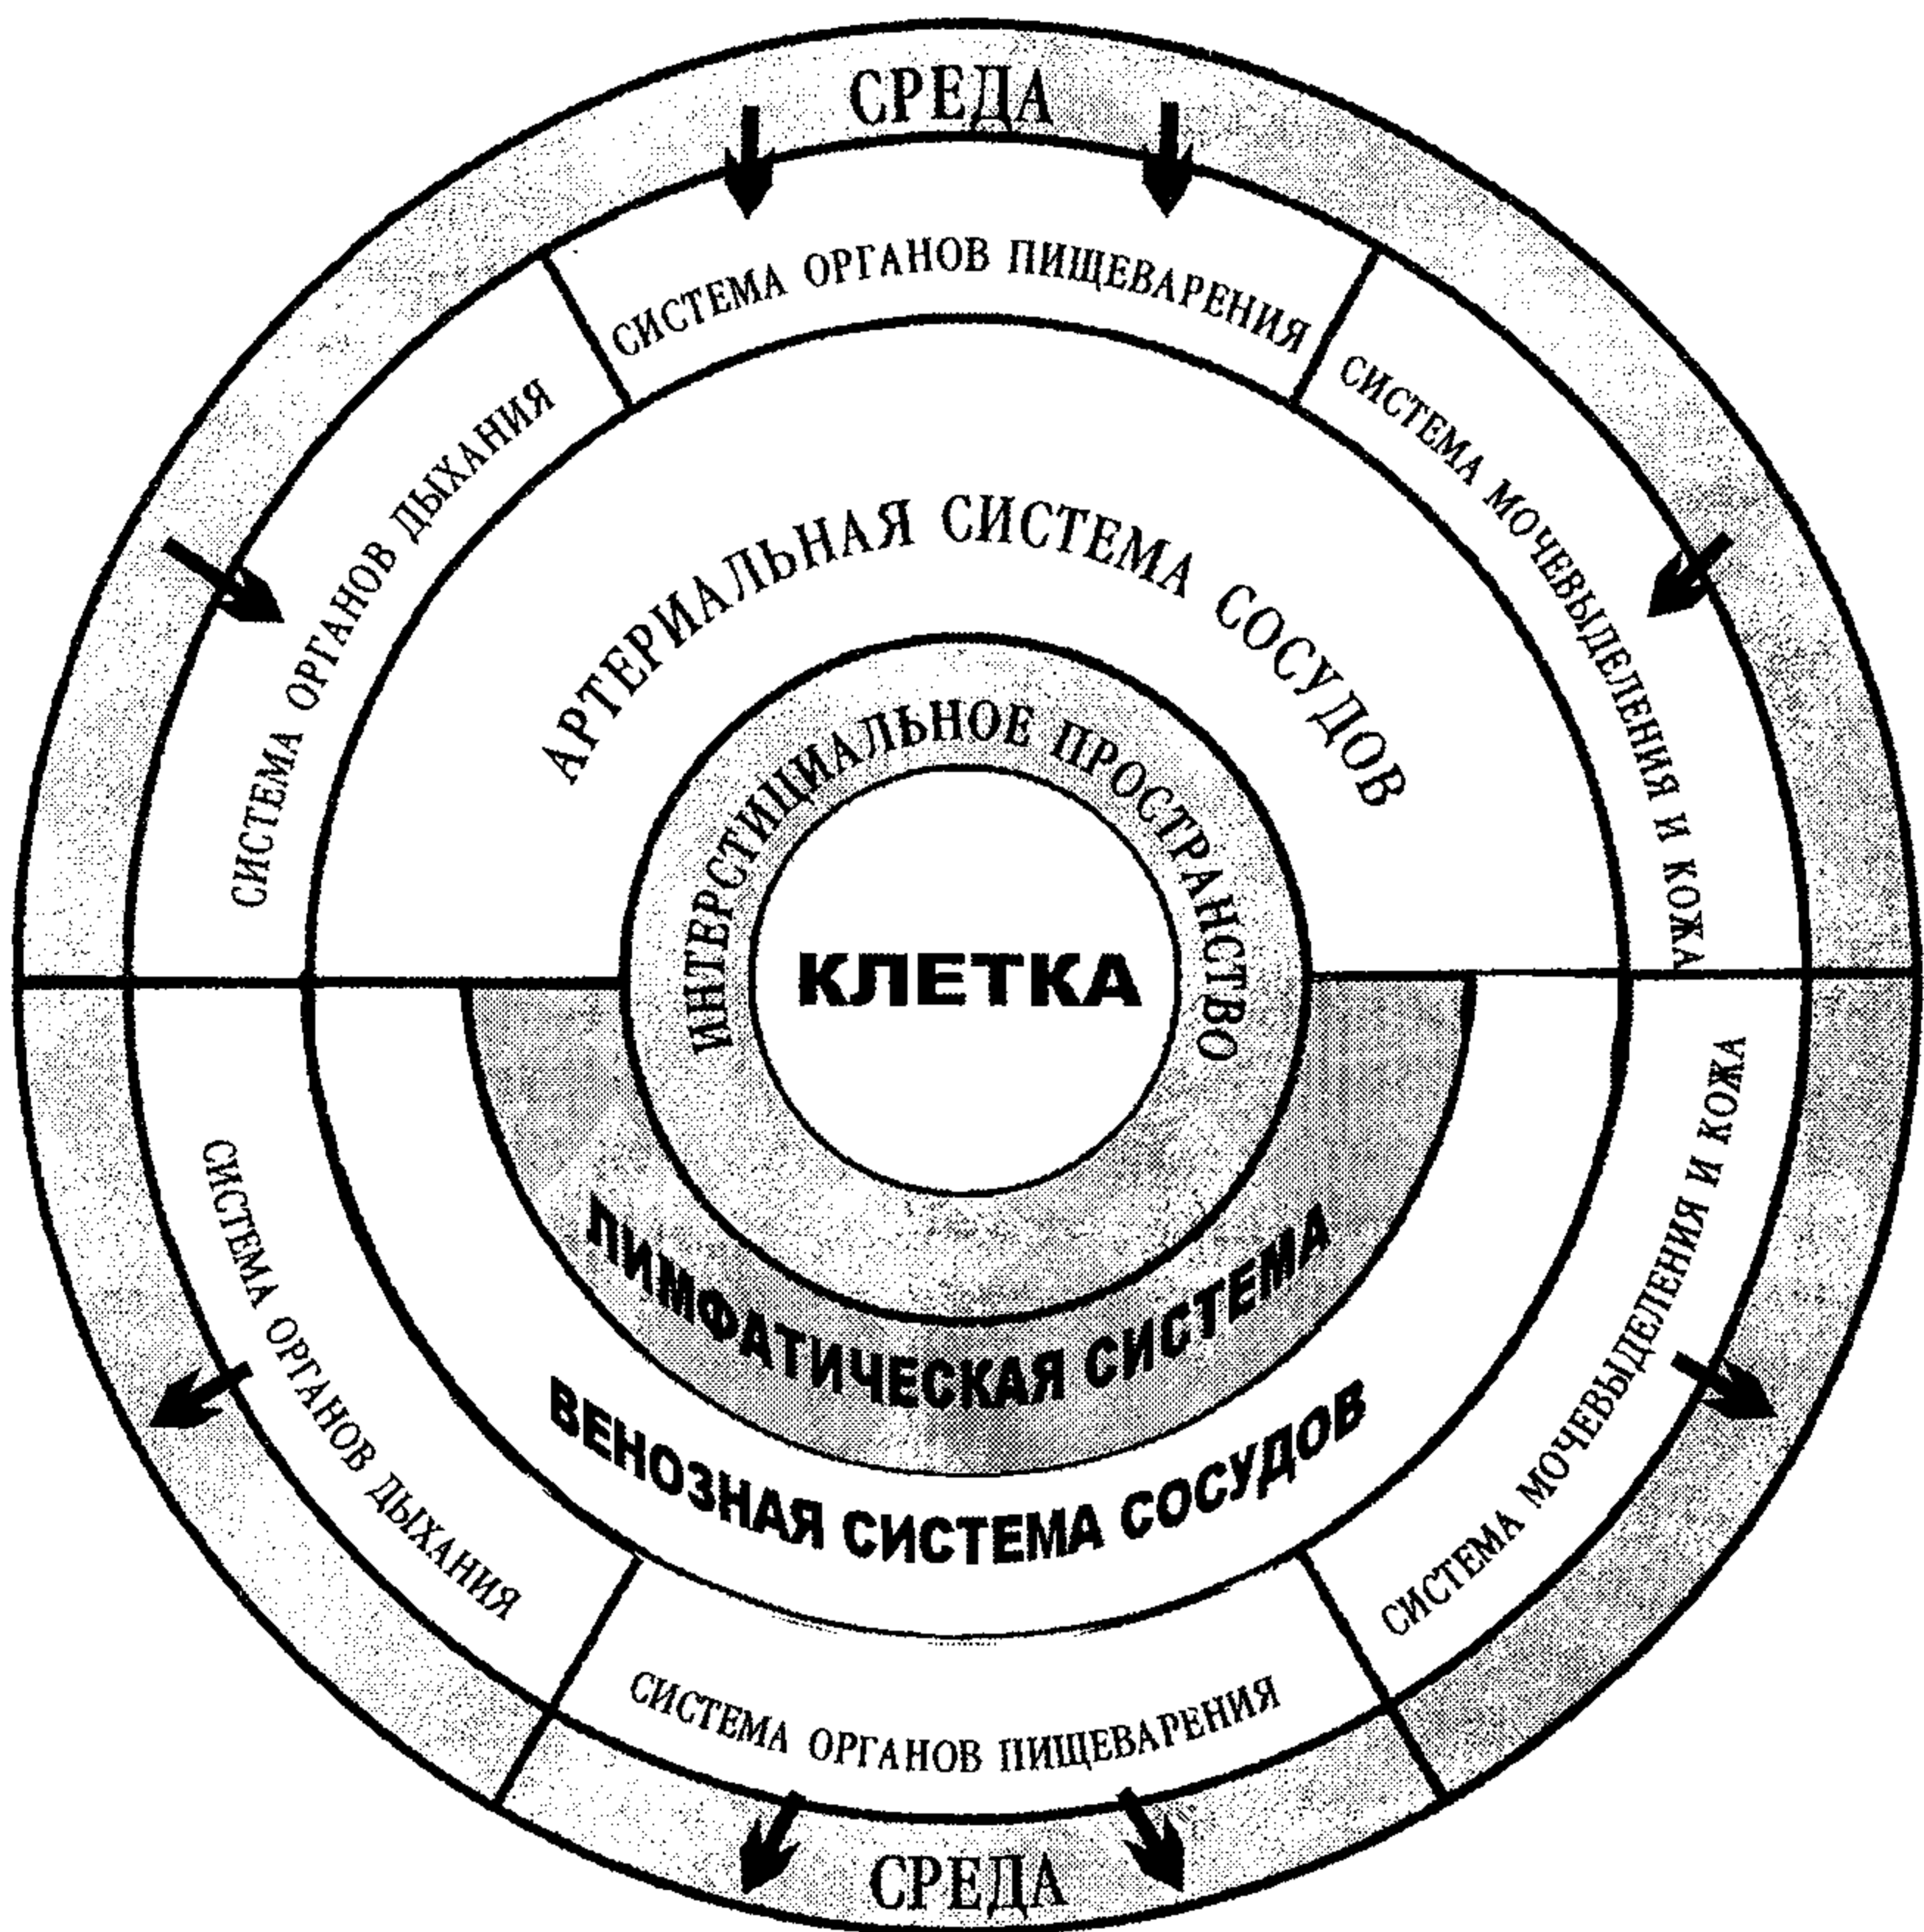 СРЕДА
СИСТЕМА ОРГАНОВ ПИЩЕВАРЕНИЯ
СИСТЕМА ОРГАНОВ ДЫХАНИЯ
СИСТЕМА МОЧЕВЫДЕЛЕНИЯ И КОЖА
АРТЕРИАЛЬНАЯ СИСТЕМА СОСУДОВ
ИНТЕРСТИЦИАЛЬНОЕ ПРОСТРАНСТВО
КЛЕТКА
ЛИМФАТИЧЕСКАЯ СИСТЕМА
ВЕНОЗНАЯ СИСТЕМА СОСУДОВ
СИСТЕМА ОРГАНОВ ДЫХАНИЯ
СИСТЕМА МОЧЕВЫДЕЛЕНИЯ И КОЖА
СИСТЕМА ОРГАНОВ ПИЩЕВАРЕНИЯ
СРЕДА